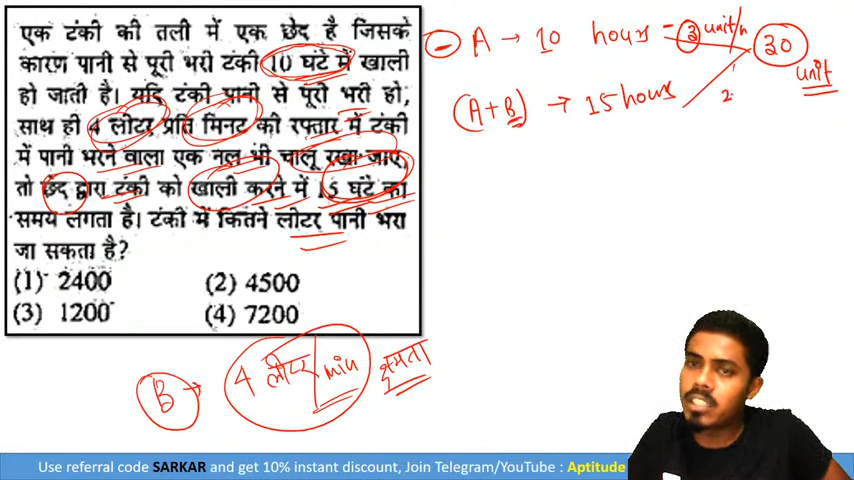 एक टंकी की तली में एक छेद है जिसके
कारण पानी से पूरी भरी टंकी 10 घंटे में खाली
हो जाती है। यदि टंकी पानी से पूरी भरी हो,
साथ ही 4 लीटर प्रति मिनट की रफ्तार में टंकी
में पानी भरने वाला एक नल भी चालू रखा जाए,
तो छेद द्वारा टंकी को खाली करने में 15 घंटे का
समय लगता है। टंकी में कितने लीटर पानी भरा
जा सकता है?
(1) 2400 (2) 4500
(3) 1200 (4) 7200
- A → 10 hours = 3 unit/h
30 unit
(A+B) → 15 hours
2
B → 4 लीटर/min क्षमता
Use referral code SARKAR and get 10% instant discount, Join Telegram/YouTube : Aptitude